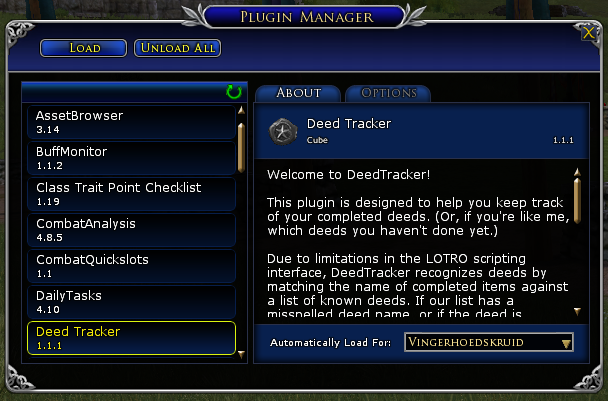 Plugin Manager
X
Load
Unload All
About
Options
AssetBrowser
3.14
BuffMonitor
1.1.2
Class Trait Point Checklist
1.19
CombatAnalysis
4.8.5
CombatQuickslots
1.1
DailyTasks
4.10
Deed Tracker
1.1.1
Deed Tracker
Cube
1.1.1
Welcome to DeedTracker!
This plugin is designed to help you keep track
of your completed deeds. (Or, if you're like me,
which deeds you haven't done yet.)
Due to limitations in the LOTRO scripting
interface, DeedTracker recognizes deeds by
matching the name of completed items against
a list of known deeds. If our list has a
misspelled deed name, or if the deed is
Automatically Load For:
Vingerhoedskruid